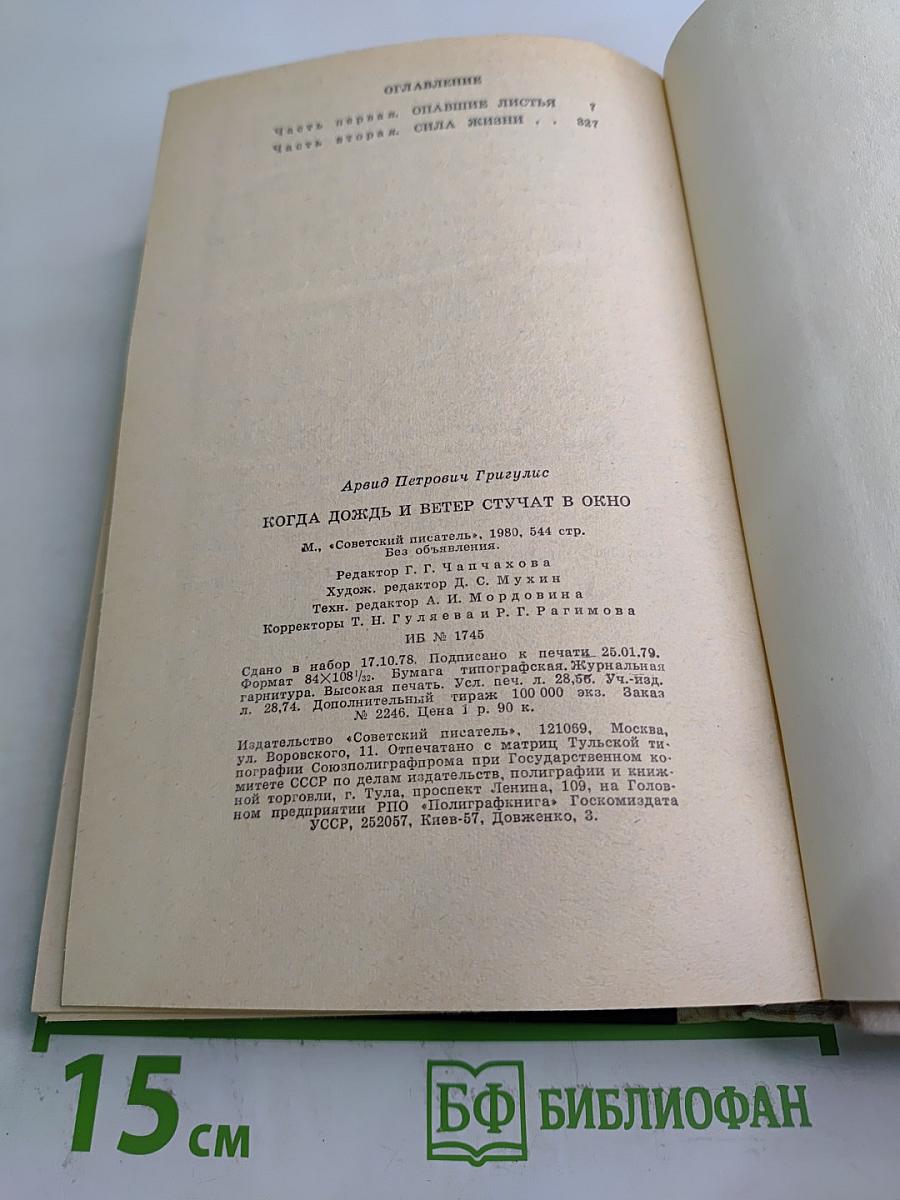 ОГЛАВЛЕНИЕ
Часть первая. ОПАВШИЕ ЛИСТЬЯ 7
Часть вторая. СИЛА ЖИЗНИ . . 327
Арвид Петрович Григулис
КОГДА ДОЖДЬ И ВЕТЕР СТУЧАТ В ОКНО
М., «Советский писатель», 1980, 544 стр.
Без объявления.
Редактор Г. Г. Чапчахова
Худож. редактор Д. С. Мухин
Техн. редактор А. И. Мордовина
Корректоры Т. Н. Гуляева и Р. Г. Рагимова
ИБ № 1745
Сдано в набор 17.10.78. Подписано к печати 25.01.79.
Формат 84×108 1/32. Бумага типографская. Журнальная
гарнитура. Высокая печать. Усл. печ. л. 28,56. Уч.-изд.
л. 28,74. Дополнительный тираж 100 000 экз. Заказ
№ 2246. Цена 1 р. 90 к.
Издательство «Советский писатель», 121069, Москва,
ул. Воровского, 11. Отпечатано с матриц Тульской ти-
пографии Союзполиграфпрома при Государственном ко-
митете СССР по делам издательств, полиграфии и книж-
ной торговли, г. Тула, проспект Ленина, 109, на Голов-
ном предприятии РПО «Полиграфкнига» Госкомиздата
УССР, 252057, Киев-57, Довженко, 3.
15 см
БФ БИБЛИОФАН